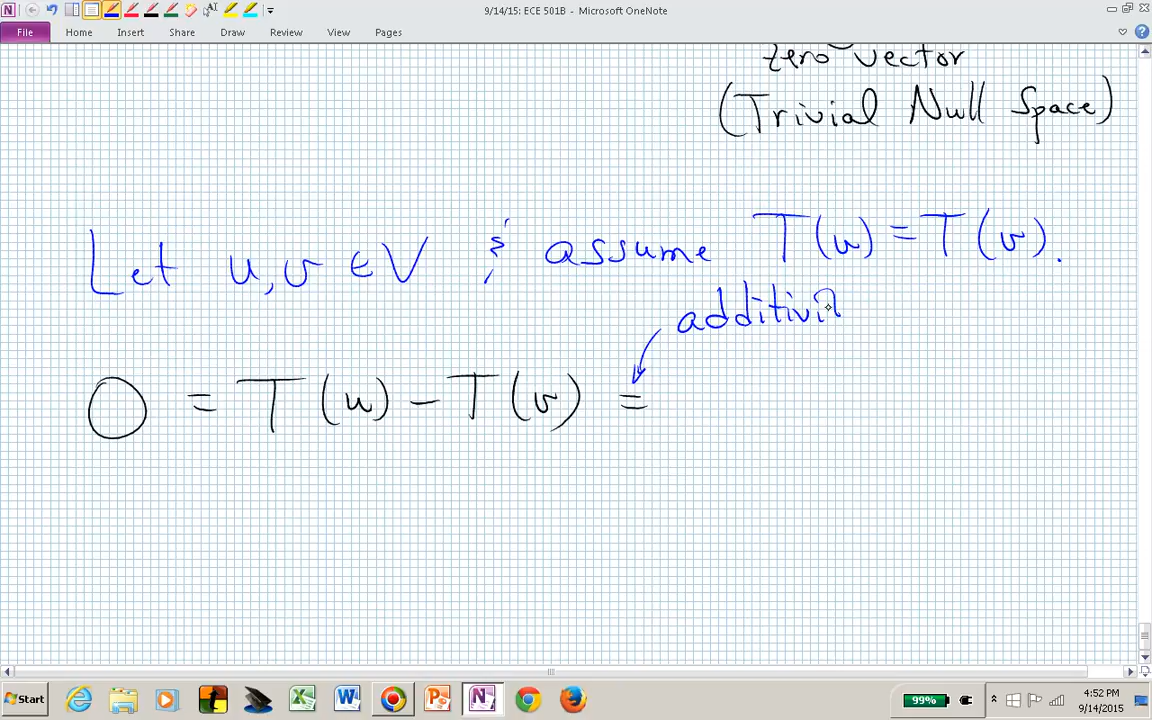 9/14/15: ECE 501B - Microsoft OneNote
File Home Insert Share Draw Review View Pages
zero vector
(Trivial Null Space)
Let u, v ∈ V & assume T(u) = T(v).
additivit
0 = T(u) - T(v) =
Start
99%
4:52 PM
9/14/2015